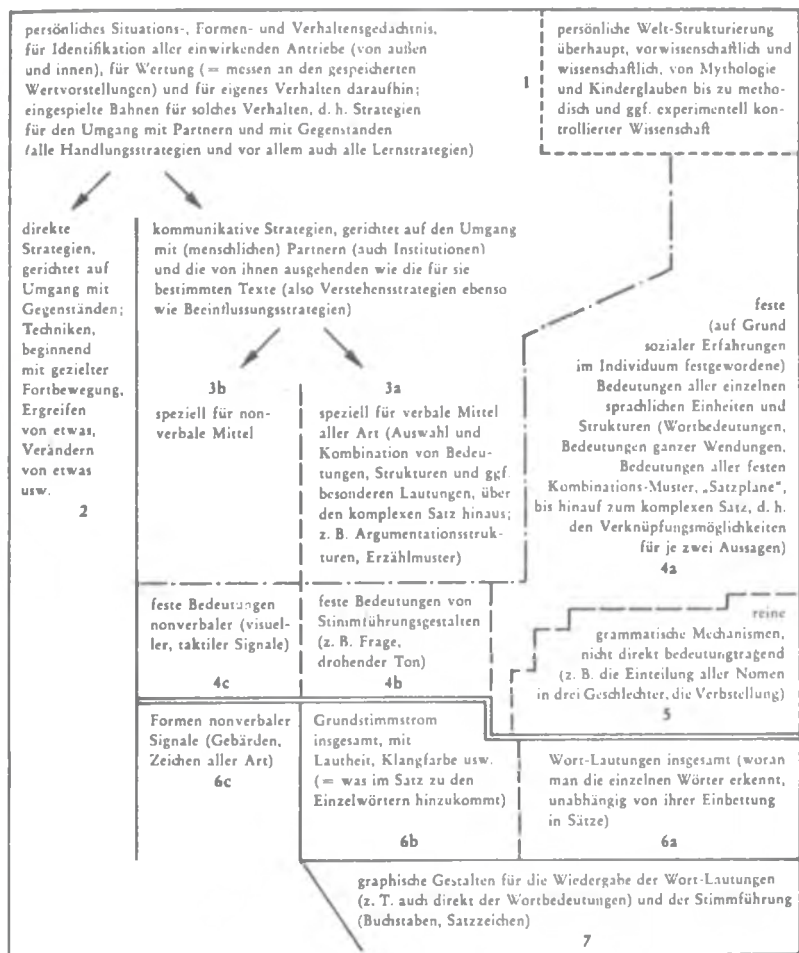 persönliches Situations-, Formen- und Verhaltensgedächtnis,
für Identifikation aller einwirkenden Antriebe (von außen
und innen), für Wertung (= messen an den gespeicherten
Wertvorstellungen) und für eigenes Verhalten daraufhin;
eingespielte Bahnen für solches Verhalten, d. h. Strategien
für den Umgang mit Partnern und mit Gegenstanden
(alle Handlungsstrategien und vor allem auch alle Lernstrategien)
1
persönliche Welt-Strukturierung
überhaupt, vorwissenschaftlich und
wissenschaftlich, von Mythologie
und Kinderglauben bis zu metho-
disch und ggf. experimentell kon-
trollierter Wissenschaft
direkte
Strategien,
gerichtet auf
Umgang mit
Gegenständen;
Techniken,
beginnend
mit gezielter
Fortbewegung,
Ergreifen
von etwas,
Verändern
von etwas
usw.
2
kommunikative Strategien, gerichtet auf den Umgang
mit (menschlichen) Partnern (auch Institutionen)
und die von ihnen ausgehenden wie die für sie
bestimmten Texte (also Verstehensstrategien ebenso
wie Beeinflussungsstrategien)
3b
speziell für non-
verbale Mittel
3a
speziell für verbale Mittel
aller Art (Auswahl und
Kombination von Bedeu-
tungen, Strukturen und ggf.
besonderen Lautungen, über
den komplexen Satz hinaus;
z. B. Argumentationsstruk-
turen, Erzählmuster)
feste
(auf Grund
sozialer Erfahrungen
im Individuum festgewordene)
Bedeutungen aller einzelnen
sprachlichen Einheiten und
Strukturen (Wortbedeutungen,
Bedeutungen ganzer Wendungen,
Bedeutungen aller festen
Kombinations-Muster, „Satzplane",
bis hinauf zum komplexen Satz, d. h.
den Verknüpfungsmöglichkeiten
für je zwei Aussagen)
4a
feste Bedeutungen
nonverbaler (visuel-
ler, taktiler Signale)
4c
feste Bedeutungen von
Stimmführungsgestalten
(z. B. Frage,
drohender Ton)
4b
reine
grammatische Mechanismen,
nicht direkt bedeutungtragend
(z. B. die Einteilung aller Nomen
in drei Geschlechter, die Verbstellung)
5
Formen nonverbaler
Signale (Gebärden,
Zeichen aller Art)
6c
Grundstimmstrom
insgesamt, mit
Lautheit, Klangfarbe usw.
(= was im Satz zu den
Einzelwörtern hinzukommt)
6b
Wort-Lautungen insgesamt (woran
man die einzelnen Wörter erkennt,
unabhängig von ihrer Einbettung
in Sätze)
6a
graphische Gestalten für die Wiedergabe der Wort-Lautungen
(z. T. auch direkt der Wortbedeutungen) und der Stimmführung
(Buchstaben, Satzzeichen)
7